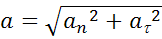 a = √(aₙ² + a_τ²)